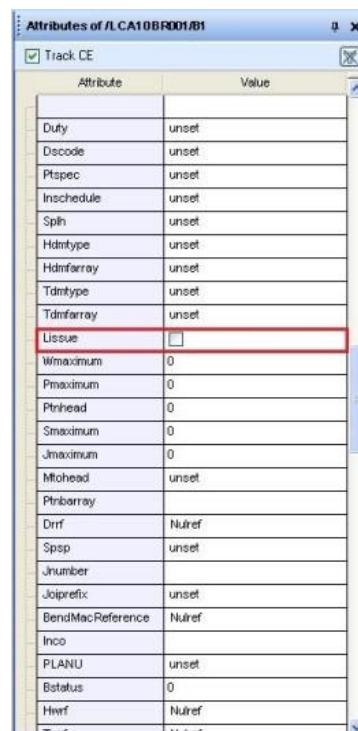 Attributes of /LCA10BR001/B1
Track CE
Attribute Value
Duty unset
Dscode unset
Ptspec unset
Inschedule unset
Splh unset
Hdmtype unset
Hdmfarray unset
Tdmtype unset
Tdmfarray unset
Lissue
Wmaximum 0
Pmaximum 0
Ptnhead 0
Smaximum 0
Jmaximum 0
Mtohead unset
Ptnbarray
Drrf Nulref
Spsp unset
Jnumber
Joiprefix unset
BendMacReference Nulref
Inco
PLANU unset
Bstatus 0
Hwrf Nulref